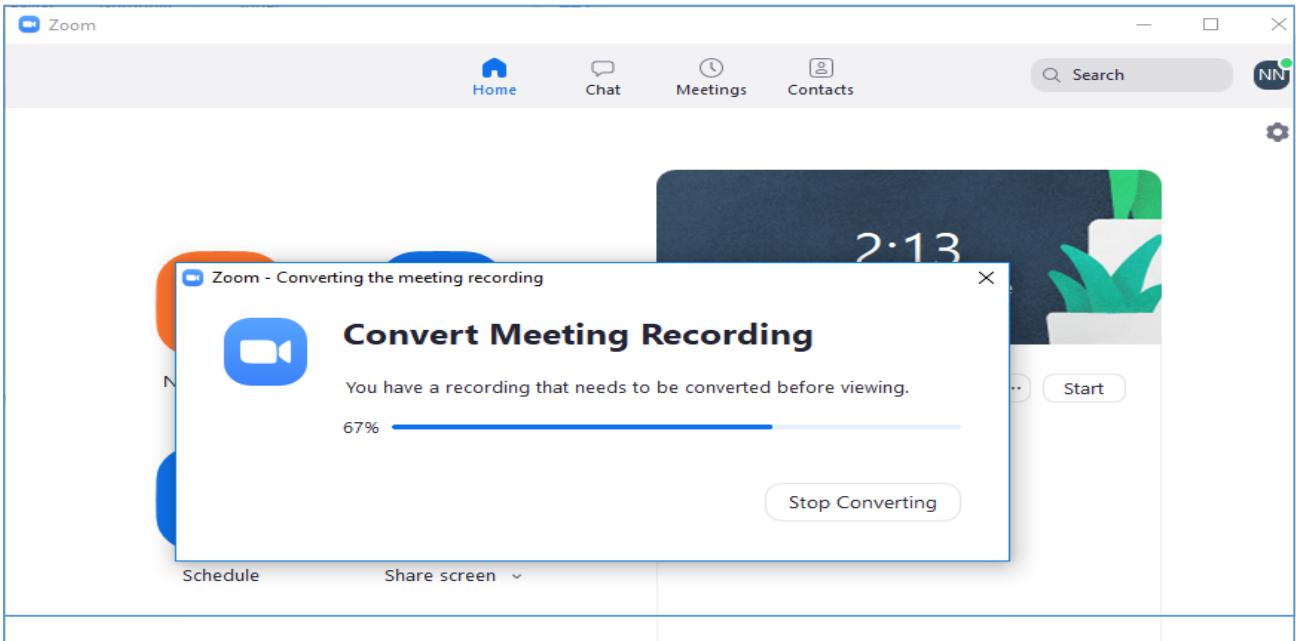 Zoom
Home
Chat
Meetings
Contacts
Search
NN
2:13
Zoom - Converting the meeting recording
Convert Meeting Recording
You have a recording that needs to be converted before viewing.
67%
Start
Stop Converting
Schedule
Share screen